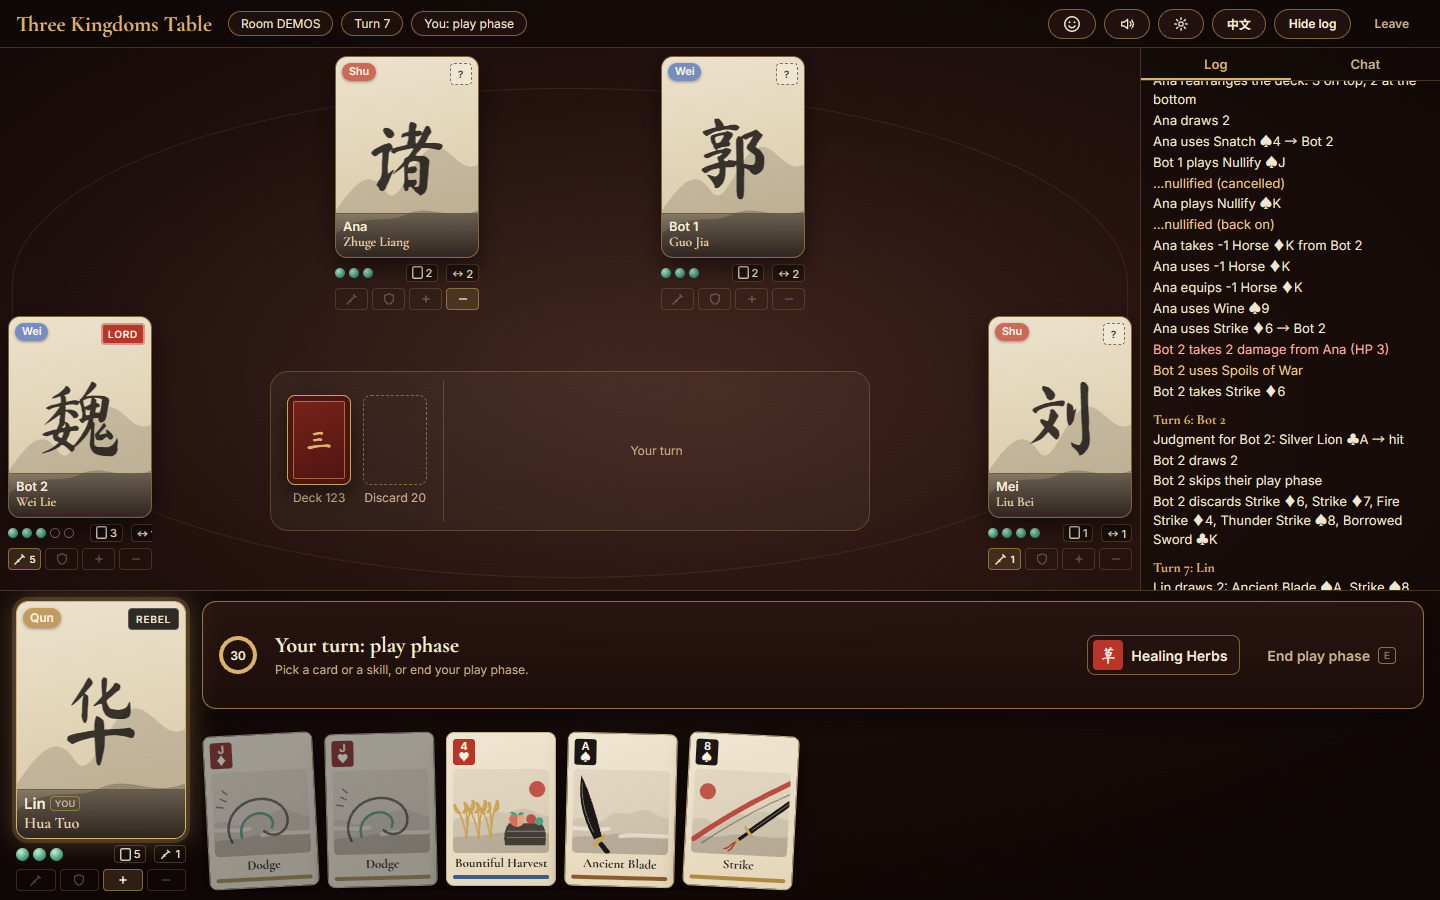 Three Kingdoms Table
Room DEMOS
Turn 7
You: play phase
中文
Hide log
Leave
Shu
?
诸
Ana
Zhuge Liang
2
2
Wei
?
郭
Bot 1
Guo Jia
2
2
Wei
LORD
魏
Bot 2
Wei Lie
3
5
三
Deck 123
Discard 20
Your turn
Shu
?
刘
Mei
Liu Bei
1
1
1
Log
Chat
Ana rearranges the deck: 3 on top, 2 at the
bottom
Ana draws 2
Ana uses Snatch ♠4 → Bot 2
Bot 1 plays Nullify ♠J
...nullified (cancelled)
Ana plays Nullify ♠K
...nullified (back on)
Ana takes -1 Horse ♦K from Bot 2
Ana uses -1 Horse ♦K
Ana equips -1 Horse ♦K
Ana uses Wine ♠9
Ana uses Strike ♦6 → Bot 2
Bot 2 takes 2 damage from Ana (HP 3)
Bot 2 uses Spoils of War
Bot 2 takes Strike ♦6
Turn 6: Bot 2
Judgment for Bot 2: Silver Lion ♣A → hit
Bot 2 draws 2
Bot 2 skips their play phase
Bot 2 discards Strike ♦6, Strike ♦7, Fire
Strike ♦4, Thunder Strike ♠8, Borrowed
Sword ♣K
Turn 7: Lin
Lin draws 2: Ancient Blade ♠A, Strike ♠8
Qun
REBEL
华
Lin YOU
Hua Tuo
5
1
30
Your turn: play phase
Pick a card or a skill, or end your play phase.
草
Healing Herbs
End play phase E
J♦
Dodge
J♥
Dodge
4♥
Bountiful Harvest
A♠
Ancient Blade
8♠
Strike